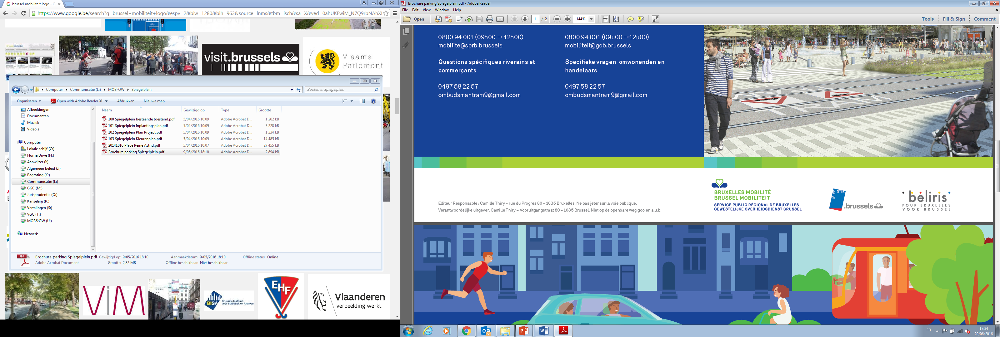 brussel mobiliteit logo - G
https://www.google.be/search?q=brussel+mobiliteit+logo&espv=2&biw=1280&bih=963&source=lnms&tbm=isch&sa=X&ved=0ahUKEwiM_N7Q9rbNAhXL
BrusselMobiliteit
visit.brussels
Vlaams
Parlement
Computer
Communicatie (L:)
MOB-OW
Spiegelplein
Zoeken in Spiegelplein
Organiseren
Open with Adobe Reader XI
Afdrukken
Nieuwe map
Afbeeldingen
Documenten
Muziek
Video's
Computer
Lokale schijf (C:)
Home Drive (H:)
Aanwijzer (I:)
Algemeen beleid (J:)
Begroting (K:)
Communicatie (L:)
GGC (M:)
Jurisprudentie (O:)
Kanselarij (P:)
Vertalingen (S:)
VGC (T:)
MOB&OW (U:)
Netwerk
Naam Gewijzigd op Type Grootte
100 Spiegelplein bestaande toestand.pdf 5/04/2016 10:09 Adobe Acrobat D... 1.262 kB
101 Spiegelplein Inplantingsplan.pdf 5/04/2016 10:09 Adobe Acrobat D... 3.228 kB
102 Spiegelplein Plan Project.pdf 5/04/2016 10:09 Adobe Acrobat D... 1.334 kB
103 Spiegelplein Kleurenplan.pdf 5/04/2016 10:09 Adobe Acrobat D... 14.485 kB
20141016 Place Reine Astrid.pdf 5/04/2016 10:07 Adobe Acrobat D... 27.455 kB
Brochure parking Spiegelplein.pdf 9/05/2016 18:10 Adobe Acrobat D... 2.894 kB
PDF
Brochure parking Spiegelplein.pdf Gewijzigd op: 9/05/2016 18:10 Aanmaakdatum: 9/05/2016 18:10 Offline status: Online
Adobe Acrobat Document Grootte: 2,82 MB Offline beschikbaar: Niet beschikbaar
ViM
BISA
Brussels Instituut
voor Statistiek en Analyse
EHF
Vlaanderen
verbeelding werkt
Brochure parking Spiegelplein.pdf - Adobe Reader
File Edit View Window Help
Open 1 / 2 144% Tools Fill & Sign Comment
0800 94 001 (09h00 → 12h00)
mobilite@sprb.brussels
Questions spécifiques riverains et
commerçants
0497 58 22 57
ombudsmantram9@gmail.com
0800 94 001 (09u00 →12u00)
mobiliteit@gob.brussels
Specifieke vragen omwonenden en
handelaars
0497 58 22 57
ombudsmantram9@gmail.com
TRAM
Editeur Responsable : Camille Thiry – rue du Progrès 80 – 1035 Bruxelles. Ne pas jeter sur la voie publique.
Verantwoordelijke uitgever: Camille Thiry – Vooruitgangstraat 80 – 1035 Brussel. Niet op de openbare weg gooien a.u.b.
BRUXELLES MOBILITÉ
BRUSSEL MOBILITEIT
SERVICE PUBLIC RÉGIONAL DE BRUXELLES
GEWESTELIJKE OVERHEIDSDIENST BRUSSEL
MIVB STIB
.brussels
beliris
POUR BRUXELLES
VOOR BRUSSEL
FR
17:34
20/06/2016